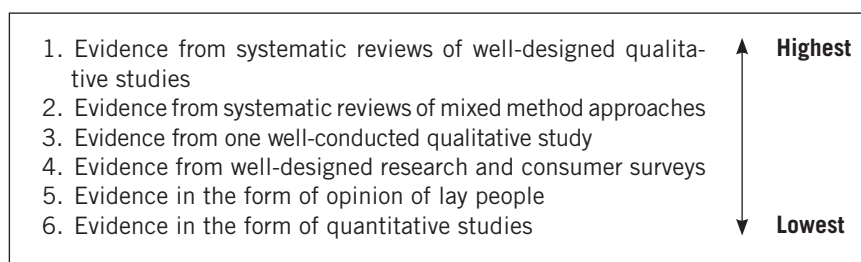 1. Evidence from systematic reviews of well-designed qualita-
tive studies
2. Evidence from systematic reviews of mixed method approaches
3. Evidence from one well-conducted qualitative study
4. Evidence from well-designed research and consumer surveys
5. Evidence in the form of opinion of lay people
6. Evidence in the form of quantitative studies
Highest
Lowest